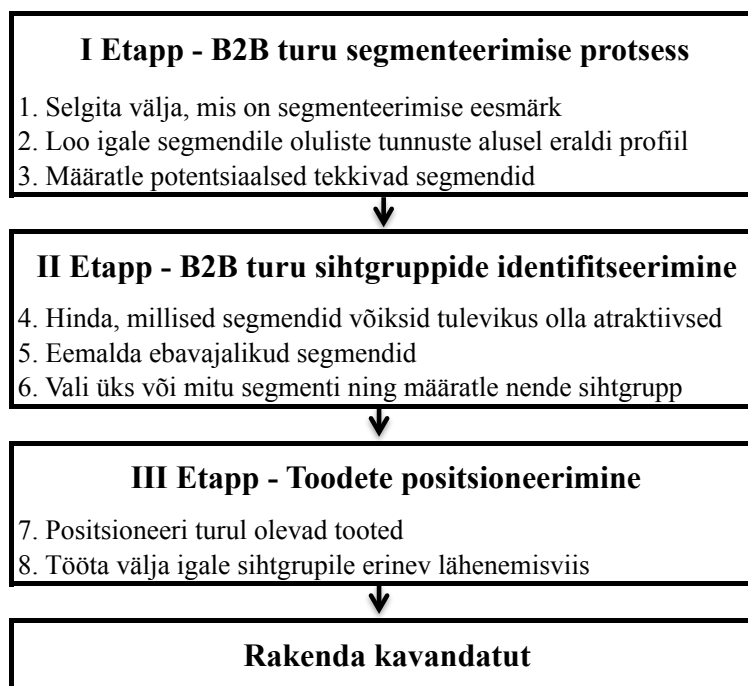 I Etapp - B2B turu segmenteerimise protsess
1. Selgita välja, mis on segmenteerimise eesmärk
2. Loo igale segmendile oluliste tunnuste alusel eraldi profiil
3. Määratle potentsiaalsed tekkivad segmendid
II Etapp - B2B turu sihtgruppide identifitseerimine
4. Hinda, millised segmendid võiksid tulevikus olla atraktiivsed
5. Eemalda ebavajalikud segmendid
6. Vali üks või mitu segmenti ning määratle nende sihtgrupp
III Etapp - Toodete positsioneerimine
7. Positsioneeri turul olevad tooted
8. Tööta välja igale sihtgrupile erinev lähenemisviis
Rakenda kavandatut